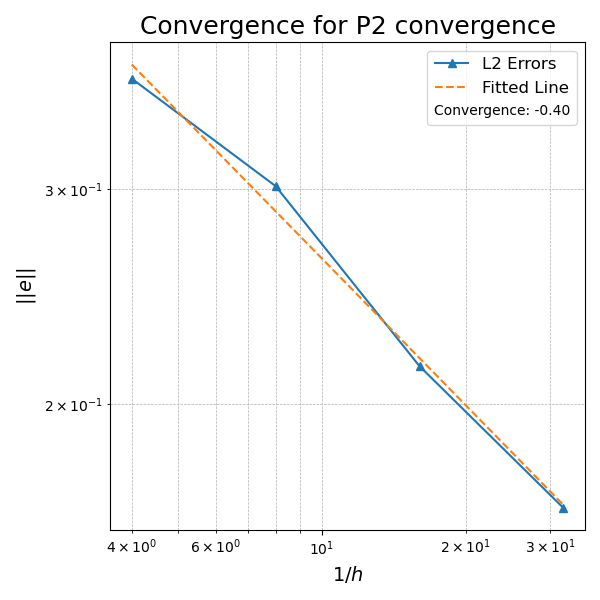 Convergence for P2 convergence
L2 Errors
Fitted Line
Convergence: -0.40
||e||
3 × 10⁻¹
2 × 10⁻¹
4 × 10⁰ 6 × 10⁰ 10¹ 2 × 10¹ 3 × 10¹
1/h